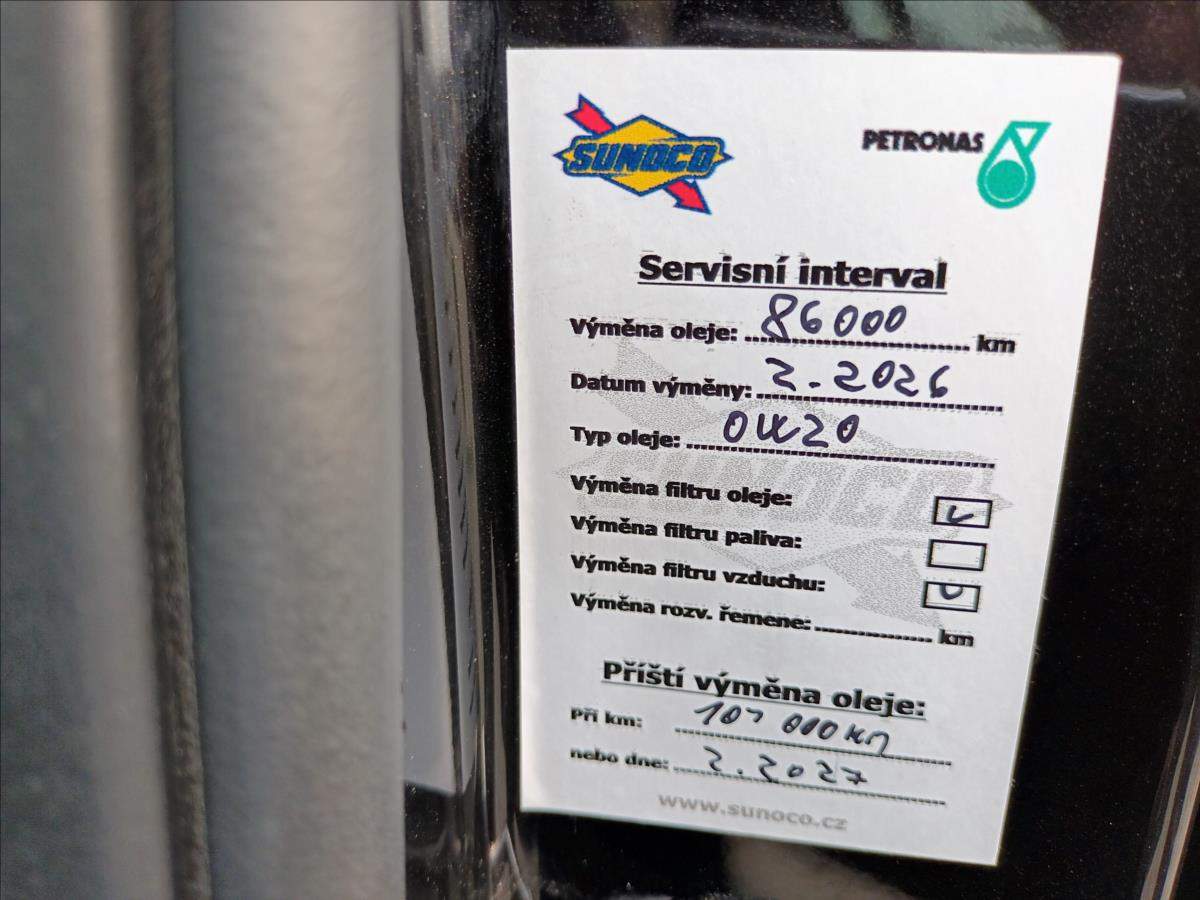 SUNOCO
PETRONAS
Servisní interval
Výměna oleje: 86000 km
Datum výměny: 2.2026
Typ oleje: 0W20
Výměna filtru oleje:
Výměna filtru paliva:
Výměna filtru vzduchu:
Výměna rozv. řemene: km
Příští výměna oleje:
Při km: 107 000 km
nebo dne: 2.2027
www.sunoco.cz
SUNOCO